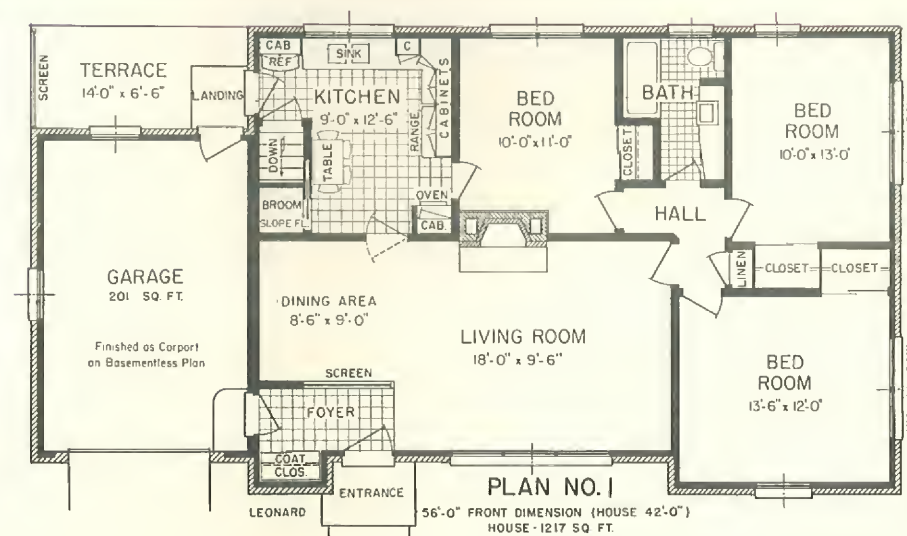 SCREEN
TERRACE
14'-0" x 6'-6"
LANDING
CAB
REF
SINK
C
KITCHEN
9'-0" x 12'-6"
CABINETS
RANGE
TABLE
DOWN
BROOM
SLOPE FL.
OVEN
CAB.
BED
ROOM
10'-0"x11'-0"
CLOSET
BATH
BED
ROOM
10'-0"x13'-0"
HALL
LINEN
CLOSET
CLOSET
GARAGE
201 SQ. FT.
Finished as Carport
on Basementless Plan
DINING AREA
8'-6" x 9'-0"
LIVING ROOM
18'-0" x 9'-6"
SCREEN
FOYER
COAT
CLOS.
BED
ROOM
13'-6"x 12'-0"
ENTRANCE
LEONARD
PLAN NO. 1
56'-0" FRONT DIMENSION (HOUSE 42'-0")
HOUSE - 1217 SQ. FT.